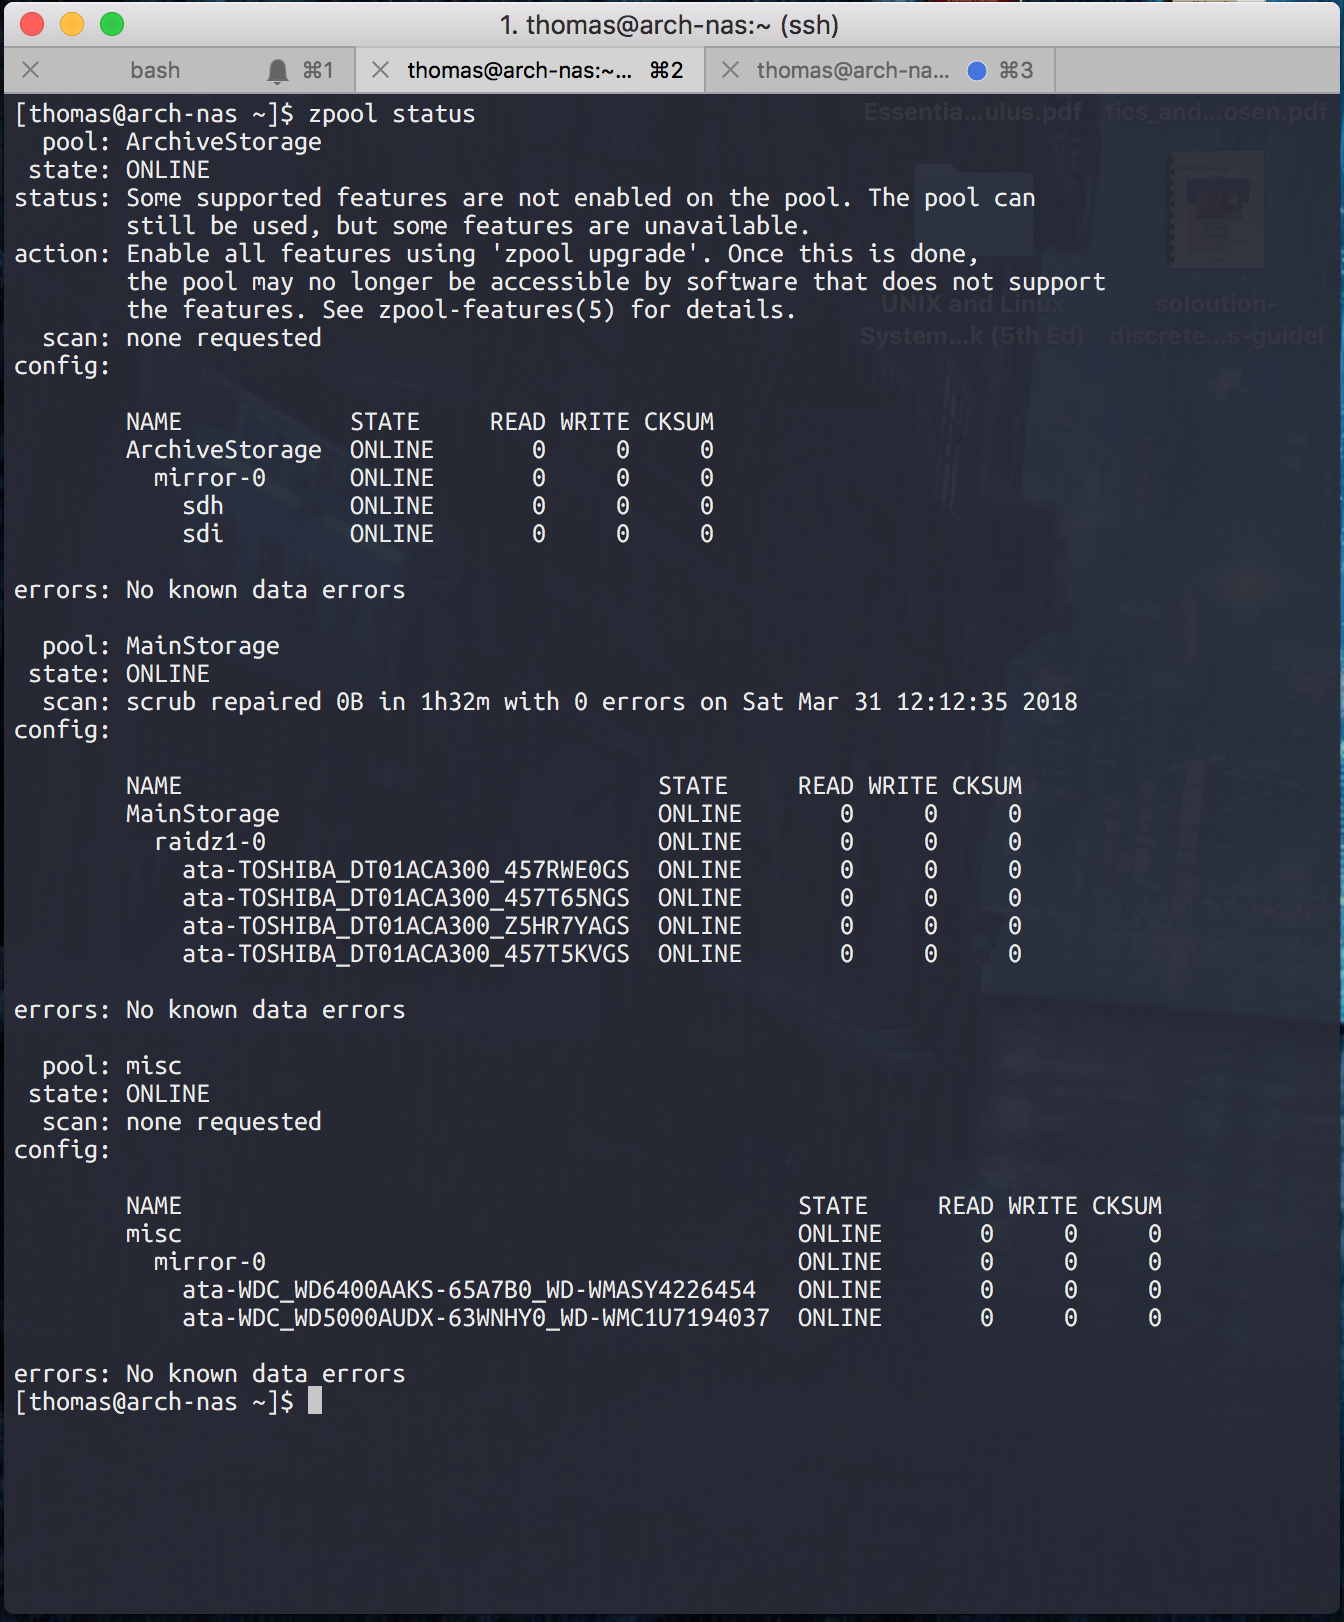 1. thomas@arch-nas:~ (ssh)
bash ⌘1 thomas@arch-nas:~... ⌘2 thomas@arch-na... ⌘3
[thomas@arch-nas ~]$ zpool status
  pool: ArchiveStorage
 state: ONLINE
status: Some supported features are not enabled on the pool. The pool can
        still be used, but some features are unavailable.
action: Enable all features using 'zpool upgrade'. Once this is done,
        the pool may no longer be accessible by software that does not support
        the features. See zpool-features(5) for details.
  scan: none requested
config:

        NAME            STATE     READ WRITE CKSUM
        ArchiveStorage  ONLINE       0     0     0
          mirror-0      ONLINE       0     0     0
            sdh         ONLINE       0     0     0
            sdi         ONLINE       0     0     0

errors: No known data errors

  pool: MainStorage
 state: ONLINE
  scan: scrub repaired 0B in 1h32m with 0 errors on Sat Mar 31 12:12:35 2018
config:

        NAME                                  STATE     READ WRITE CKSUM
        MainStorage                           ONLINE       0     0     0
          raidz1-0                            ONLINE       0     0     0
            ata-TOSHIBA_DT01ACA300_457RWE0GS  ONLINE       0     0     0
            ata-TOSHIBA_DT01ACA300_457T65NGS  ONLINE       0     0     0
            ata-TOSHIBA_DT01ACA300_Z5HR7YAGS  ONLINE       0     0     0
            ata-TOSHIBA_DT01ACA300_457T5KVGS  ONLINE       0     0     0

errors: No known data errors

  pool: misc
 state: ONLINE
  scan: none requested
config:

        NAME                                            STATE     READ WRITE CKSUM
        misc                                            ONLINE       0     0     0
          mirror-0                                      ONLINE       0     0     0
            ata-WDC_WD6400AAKS-65A7B0_WD-WMASY4226454   ONLINE       0     0     0
            ata-WDC_WD5000AUDX-63WNHY0_WD-WMC1U7194037  ONLINE       0     0     0

errors: No known data errors
[thomas@arch-nas ~]$
Essentia...ulus.pdf
tics_and...osen.pdf
UNIX and Linux
System...k (5th Ed)
soloution-
discrete...s-guidel